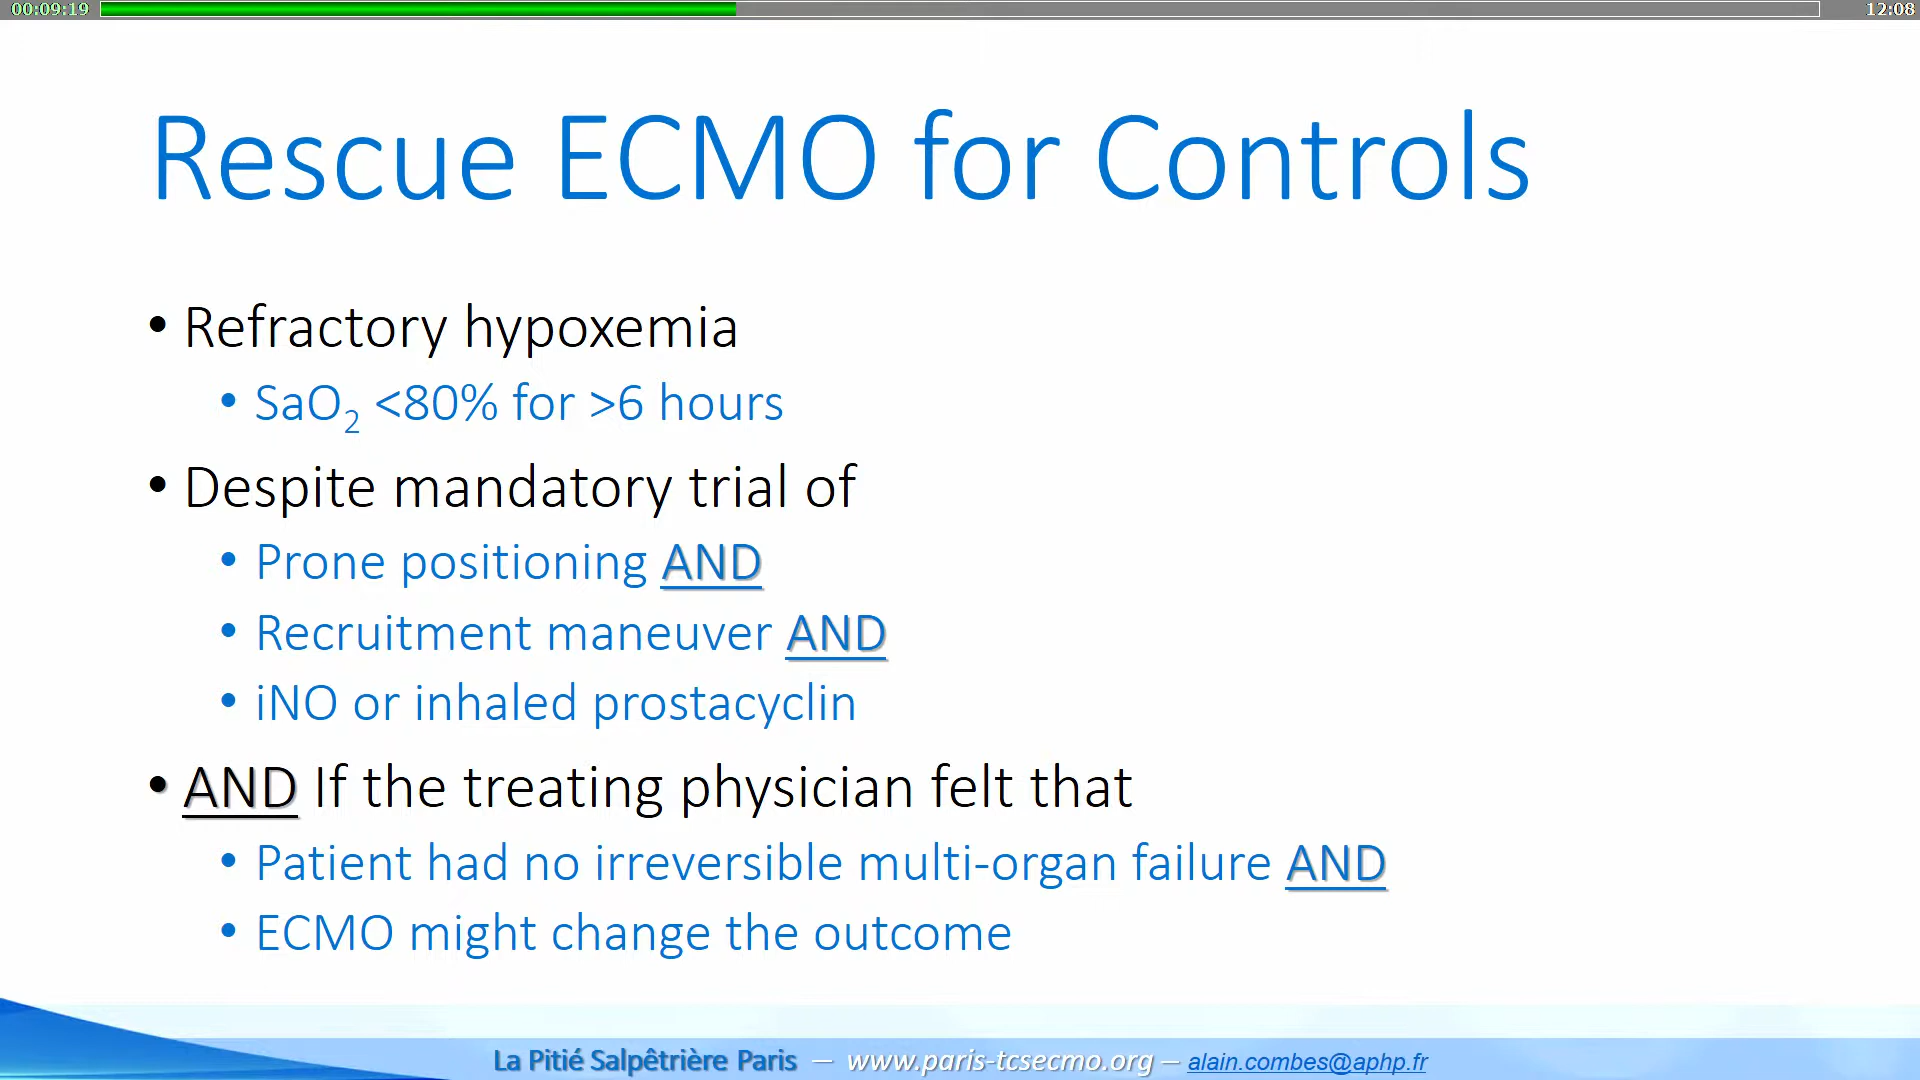 00:09:19 12:08
Rescue ECMO for Controls
• Refractory hypoxemia
• SaO₂ <80% for >6 hours
• Despite mandatory trial of
• Prone positioning AND
• Recruitment maneuver AND
• iNO or inhaled prostacyclin
• AND If the treating physician felt that
• Patient had no irreversible multi-organ failure AND
• ECMO might change the outcome
La Pitié Salpêtrière Paris — www.paris-tcsecmo.org – alain.combes@aphp.fr